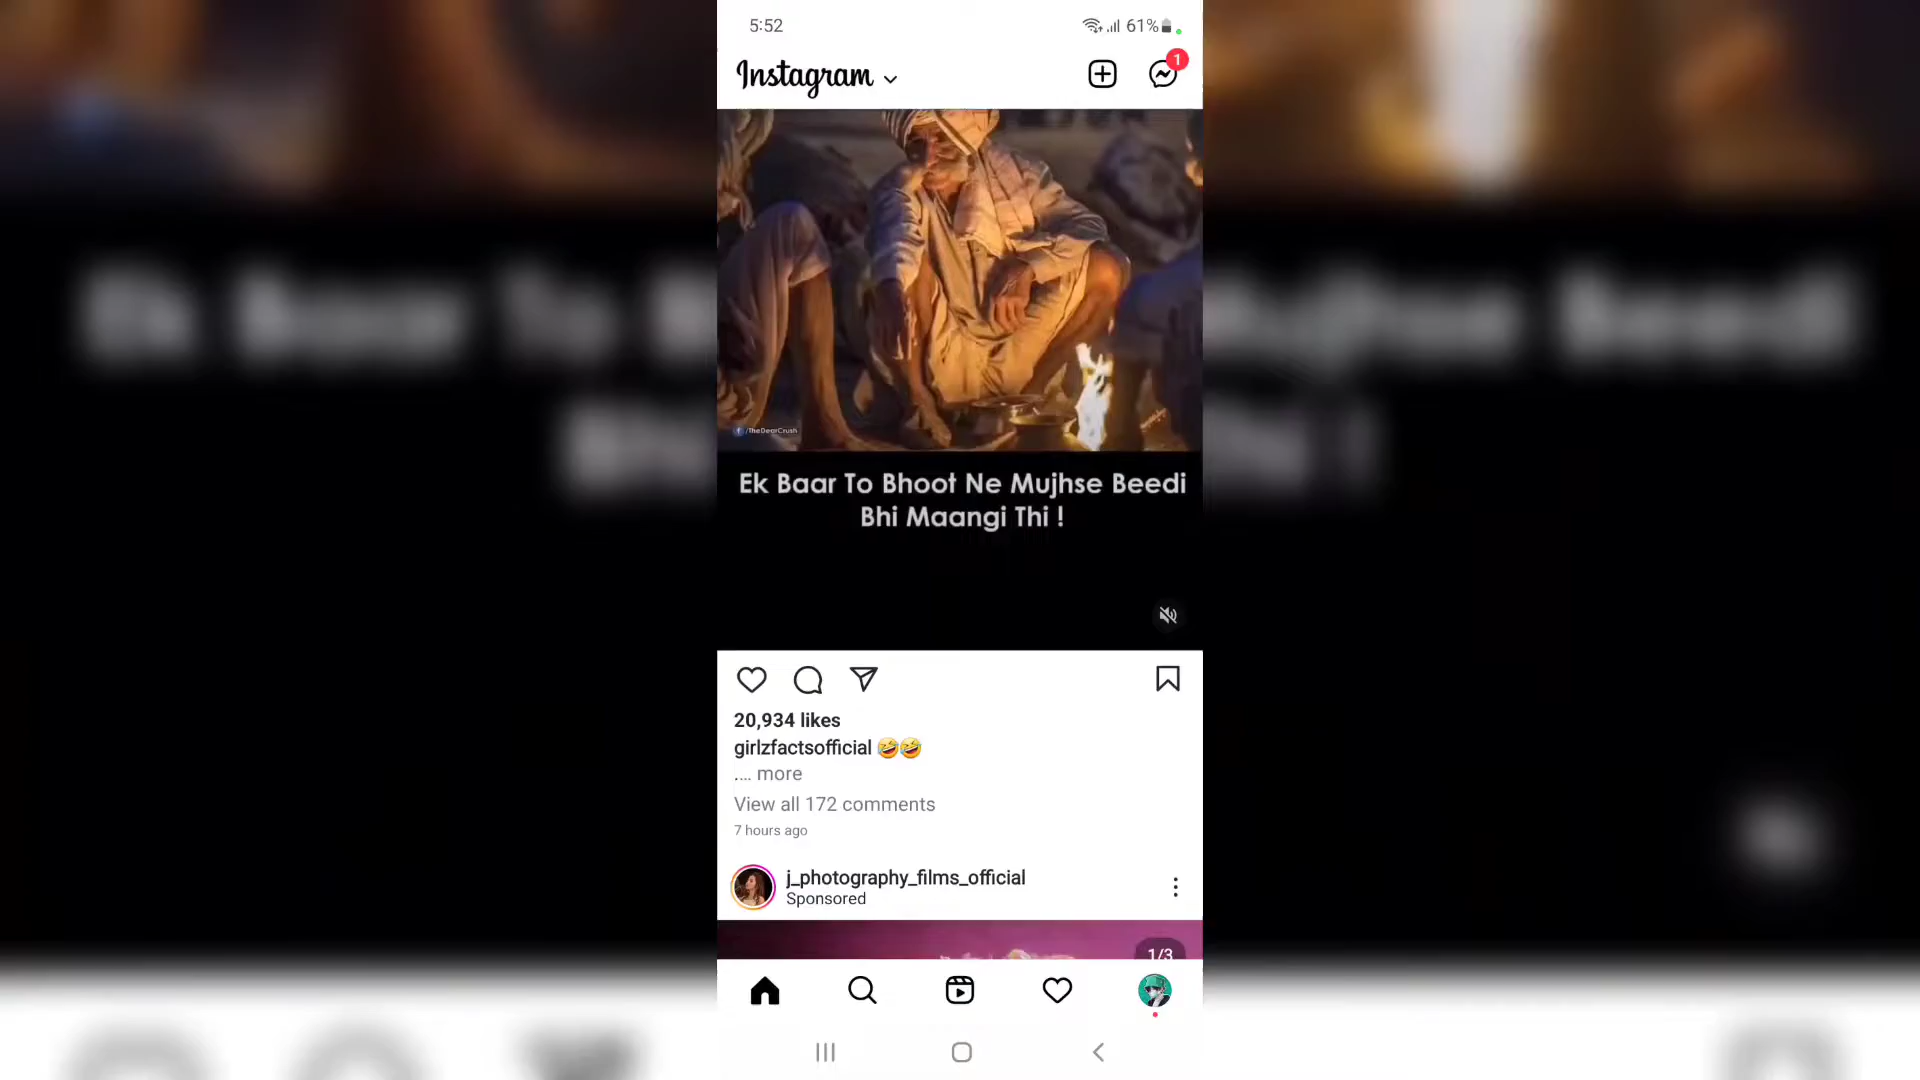 5:52
61%
Instagram
1
/TheDearCrush
Ek Baar To Bhoot Ne Mujhse Beedi
Bhi Maangi Thi !
20,934 likes
girlzfactsofficial 🤣🤣
.... more
View all 172 comments
7 hours ago
j_photography_films_official
Sponsored
1/3